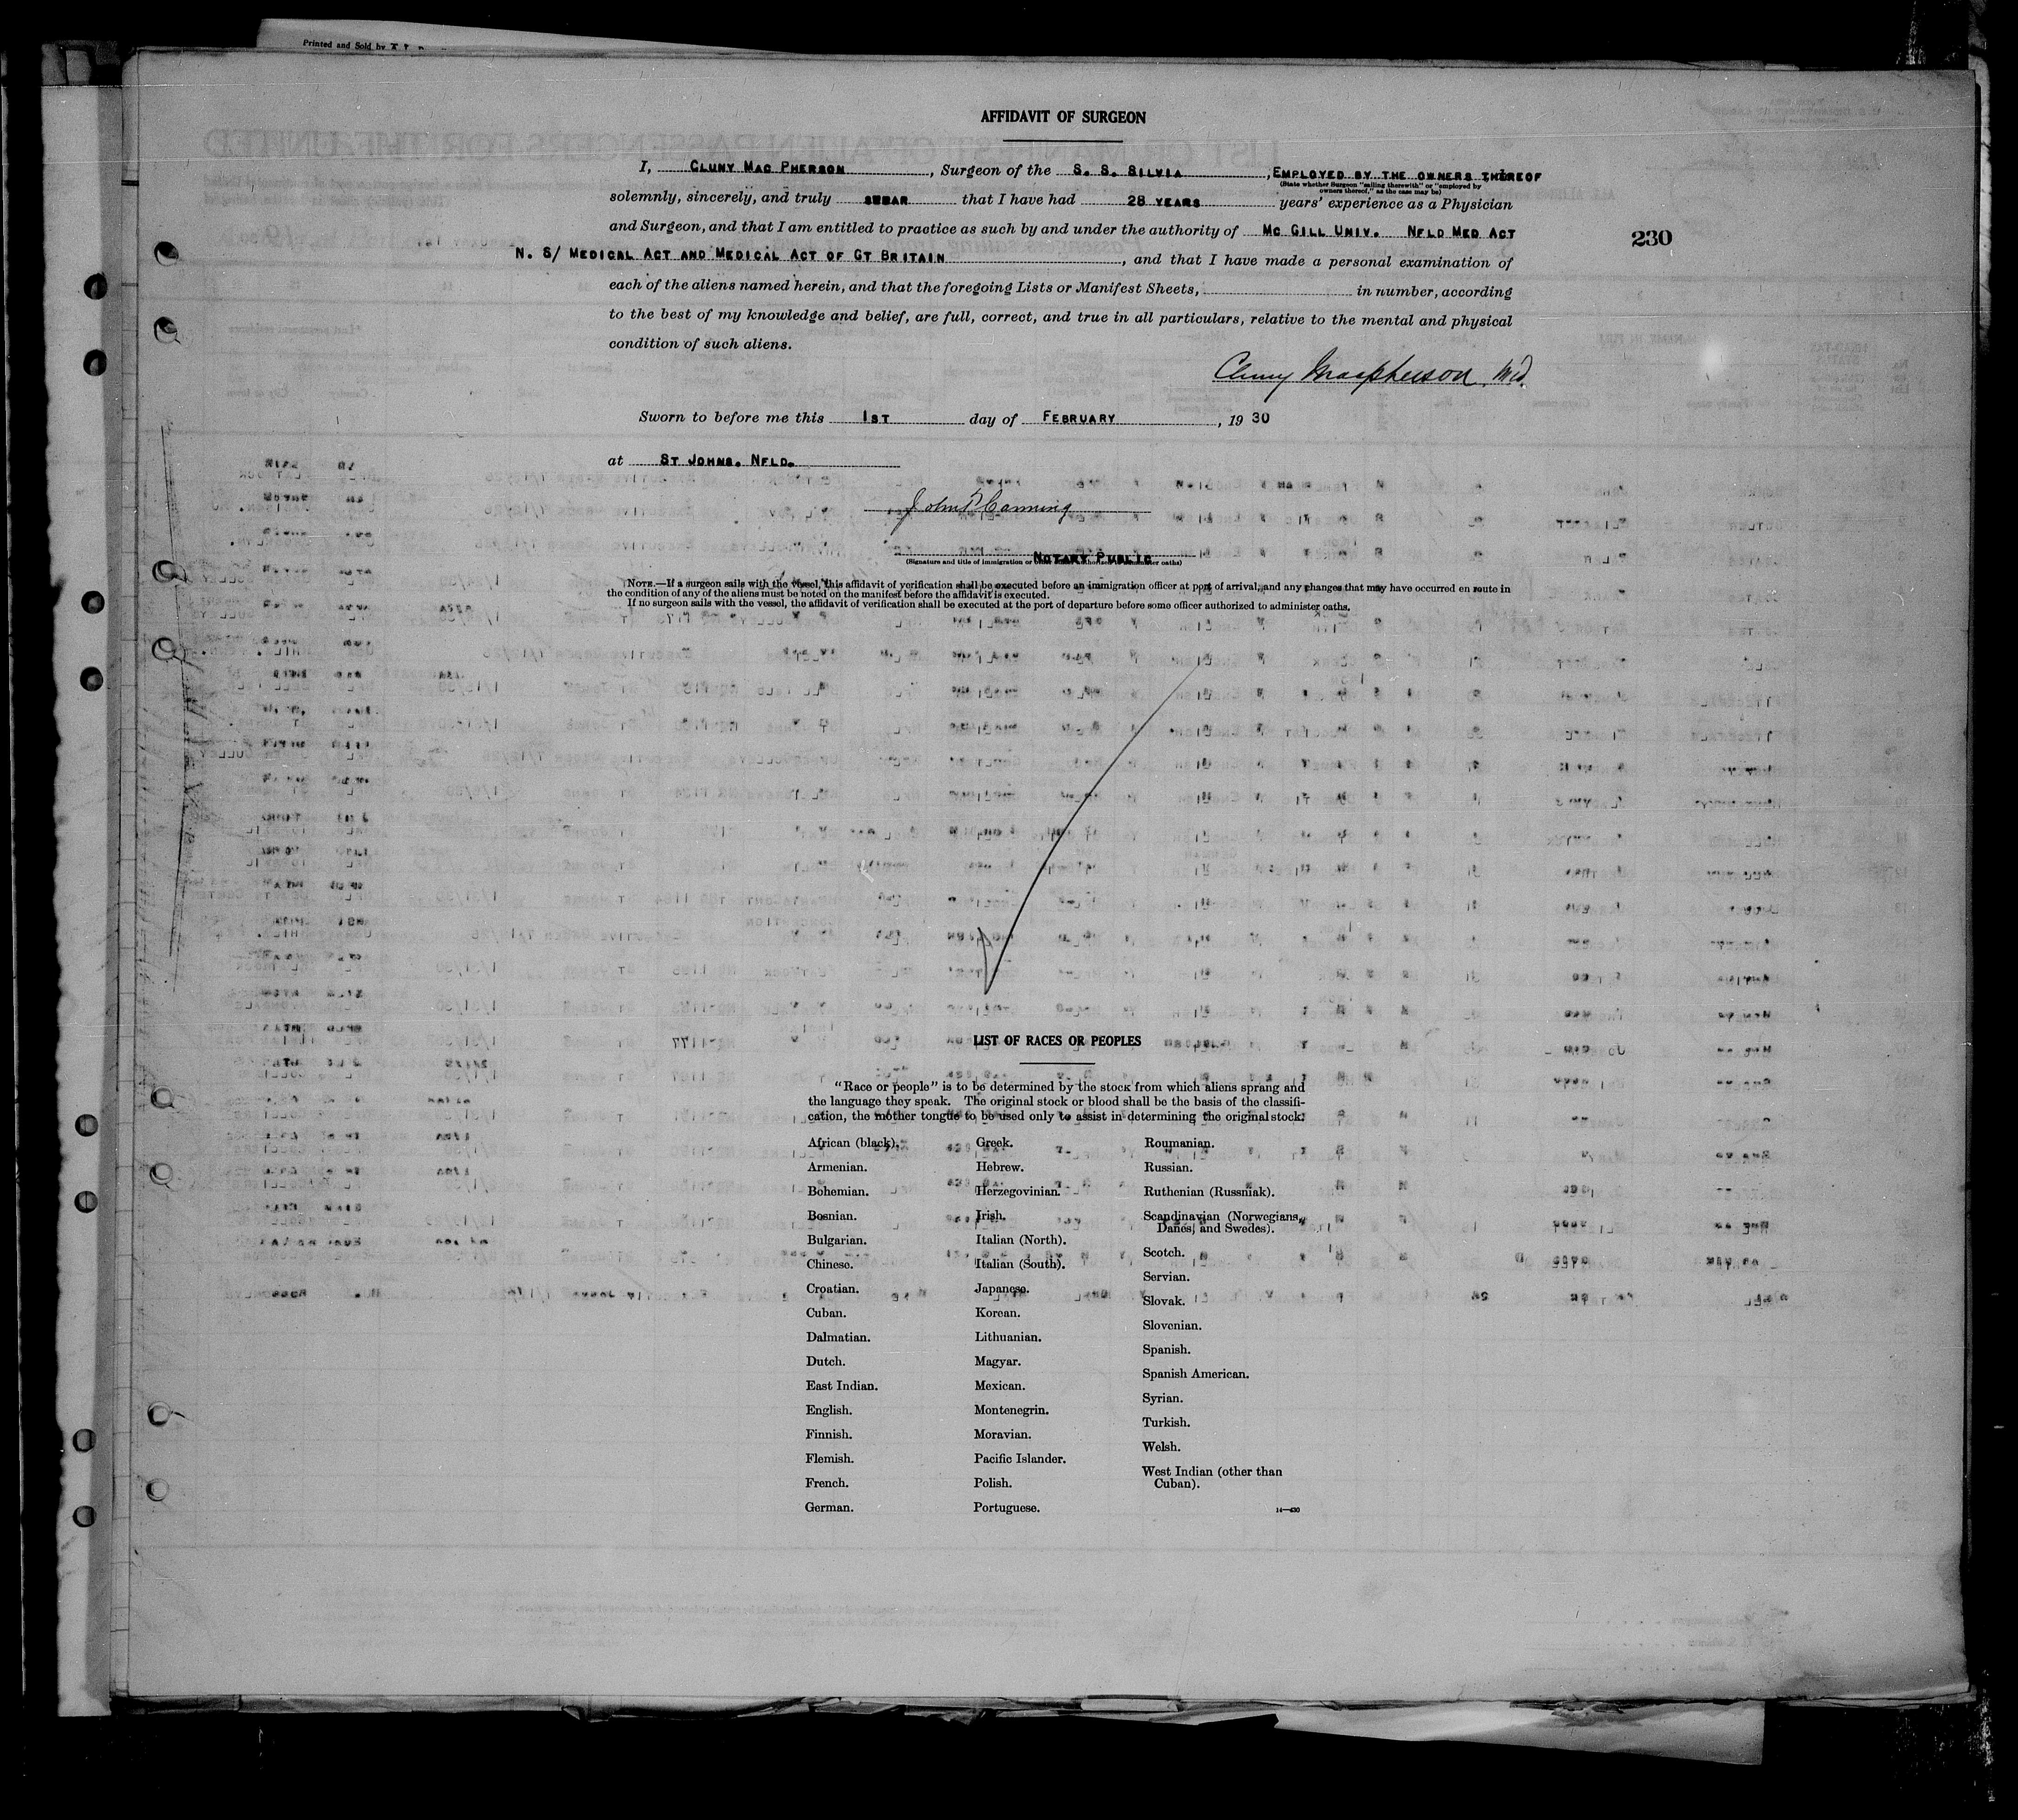 Printed and Sold by
AFFIDAVIT OF SURGEON
I, Cluny Mac Pherson, Surgeon of the S. S. Silvia, Employed by the owners thereof
(State whether Surgeon "sailing therewith" or "employed by
owners thereof," as the case may be)
solemnly, sincerely, and truly swear that I have had 28 years years' experience as a Physician
and Surgeon, and that I am entitled to practice as such by and under the authority of Mc Gill Univ. Nfld Med Act
230
N. S/ Medical Act and Medical Act of Gt Britain, and that I have made a personal examination of
each of the aliens named herein, and that the foregoing Lists or Manifest Sheets, in number, according
to the best of my knowledge and belief, are full, correct, and true in all particulars, relative to the mental and physical
condition of such aliens.
Cluny Macpherson MD.
Sworn to before me this 1st day of February, 19 30
at St Johns. Nfld.
John Canning
Notary Public
(Signature and title of immigration or other officer authorized to administer oaths)
NOTE.—If a surgeon sails with the vessel, this affidavit of verification shall be executed before an immigration officer at port of arrival, and any changes that may have occurred en route in
the condition of any of the aliens must be noted on the manifest before the affidavit is executed.
If no surgeon sails with the vessel, the affidavit of verification shall be executed at the port of departure before some officer authorized to administer oaths.
LIST OF RACES OR PEOPLES
"Race or people" is to be determined by the stock from which aliens sprang and
the language they speak. The original stock or blood shall be the basis of the classifi-
cation, the mother tongue to be used only to assist in determining the original stock:
African (black).
Armenian.
Bohemian.
Bosnian.
Bulgarian.
Chinese.
Croatian.
Cuban.
Dalmatian.
Dutch.
East Indian.
English.
Finnish.
Flemish.
French.
German.
Greek.
Hebrew.
Herzegovinian.
Irish.
Italian (North).
Italian (South).
Japanese.
Korean.
Lithuanian.
Magyar.
Mexican.
Montenegrin.
Moravian.
Pacific Islander.
Polish.
Portuguese.
Roumanian.
Russian.
Ruthenian (Russniak).
Scandinavian (Norwegians,
Danes, and Swedes).
Scotch.
Servian.
Slovak.
Slovenian.
Spanish.
Spanish American.
Syrian.
Turkish.
Welsh.
West Indian (other than
Cuban).
14—430